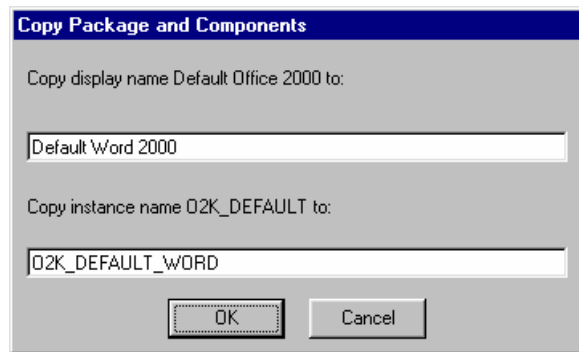 Copy Package and Components
Copy display name Default Office 2000 to:
Default Word 2000
Copy instance name O2K_DEFAULT to:
O2K_DEFAULT_WORD
OK
Cancel